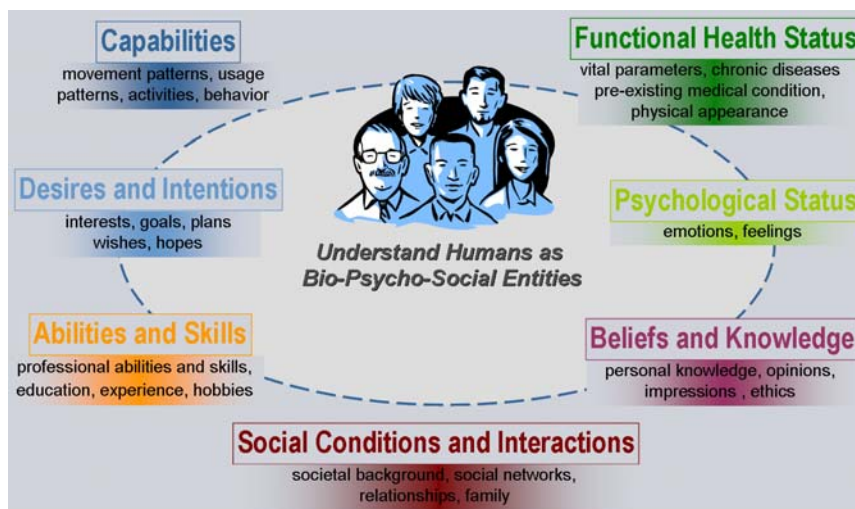 Capabilities
movement patterns, usage
patterns, activities, behavior
Functional Health Status
vital parameters, chronic diseases
pre-existing medical condition,
physical appearance
Desires and Intentions
interests, goals, plans
wishes, hopes
Understand Humans as
Bio-Psycho-Social Entities
Psychological Status
emotions, feelings
Abilities and Skills
professional abilities and skills,
education, experience, hobbies
Beliefs and Knowledge
personal knowledge, opinions,
impressions , ethics
Social Conditions and Interactions
societal background, social networks,
relationships, family